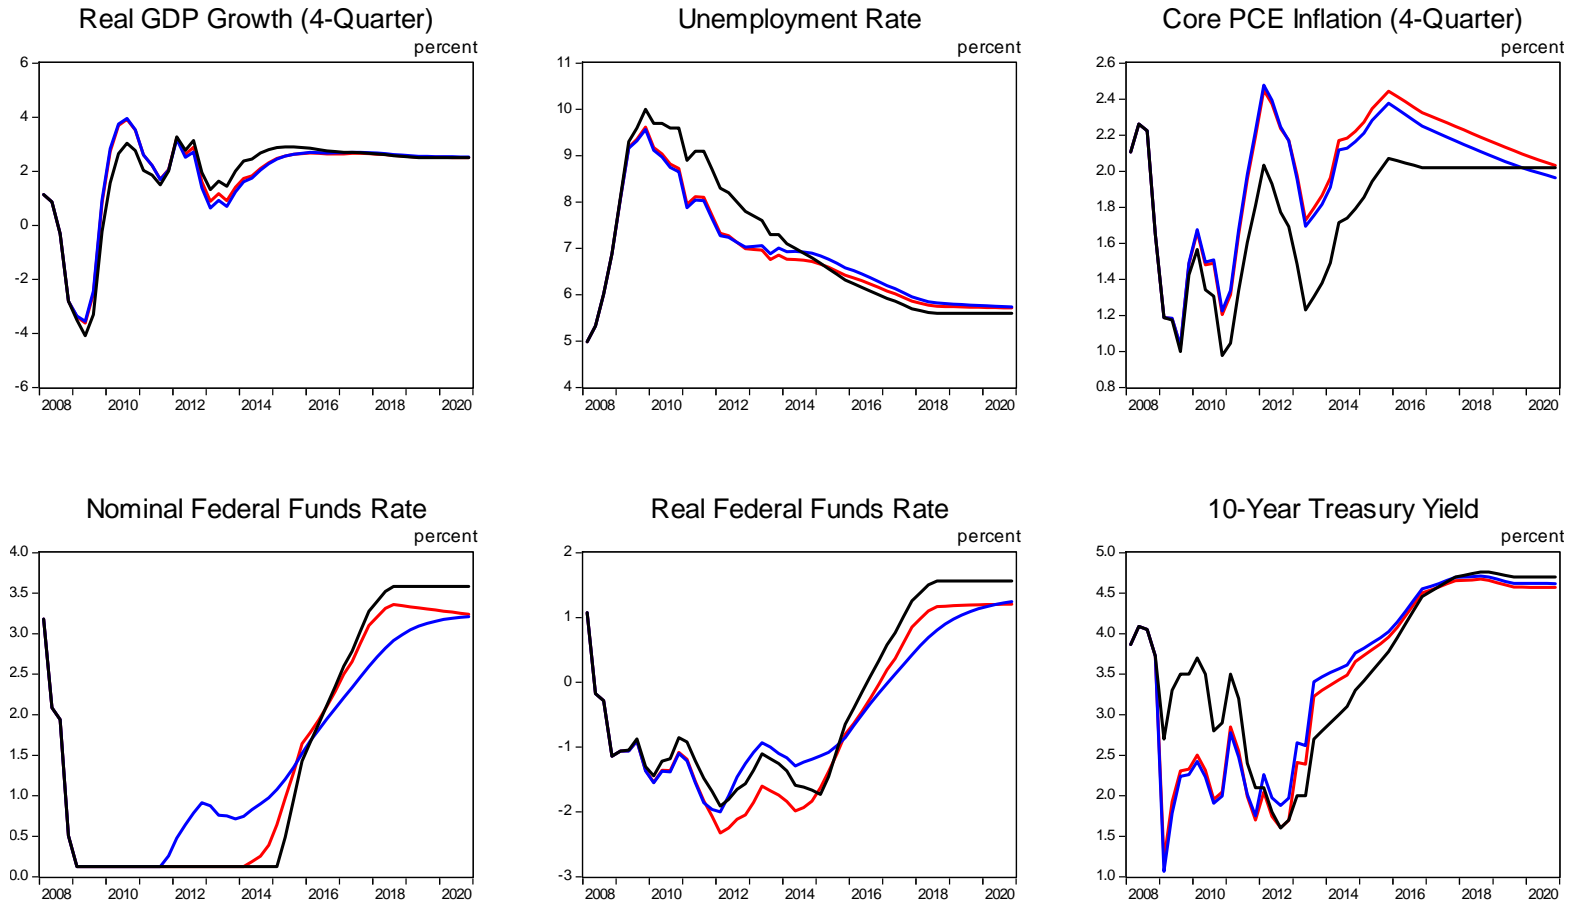 Real GDP Growth (4-Quarter)
percent
6
4
2
0
-2
-4
-6
2008 2010 2012 2014 2016 2018 2020
Unemployment Rate
percent
11
10
9
8
7
6
5
4
2008 2010 2012 2014 2016 2018 2020
Core PCE Inflation (4-Quarter)
percent
2.6
2.4
2.2
2.0
1.8
1.6
1.4
1.2
1.0
0.8
2008 2010 2012 2014 2016 2018 2020
Nominal Federal Funds Rate
percent
4.0
3.5
3.0
2.5
2.0
1.5
1.0
0.5
0.0
2008 2010 2012 2014 2016 2018 2020
Real Federal Funds Rate
percent
2
1
0
-1
-2
-3
2008 2010 2012 2014 2016 2018 2020
10-Year Treasury Yield
percent
5.0
4.5
4.0
3.5
3.0
2.5
2.0
1.5
1.0
2008 2010 2012 2014 2016 2018 2020